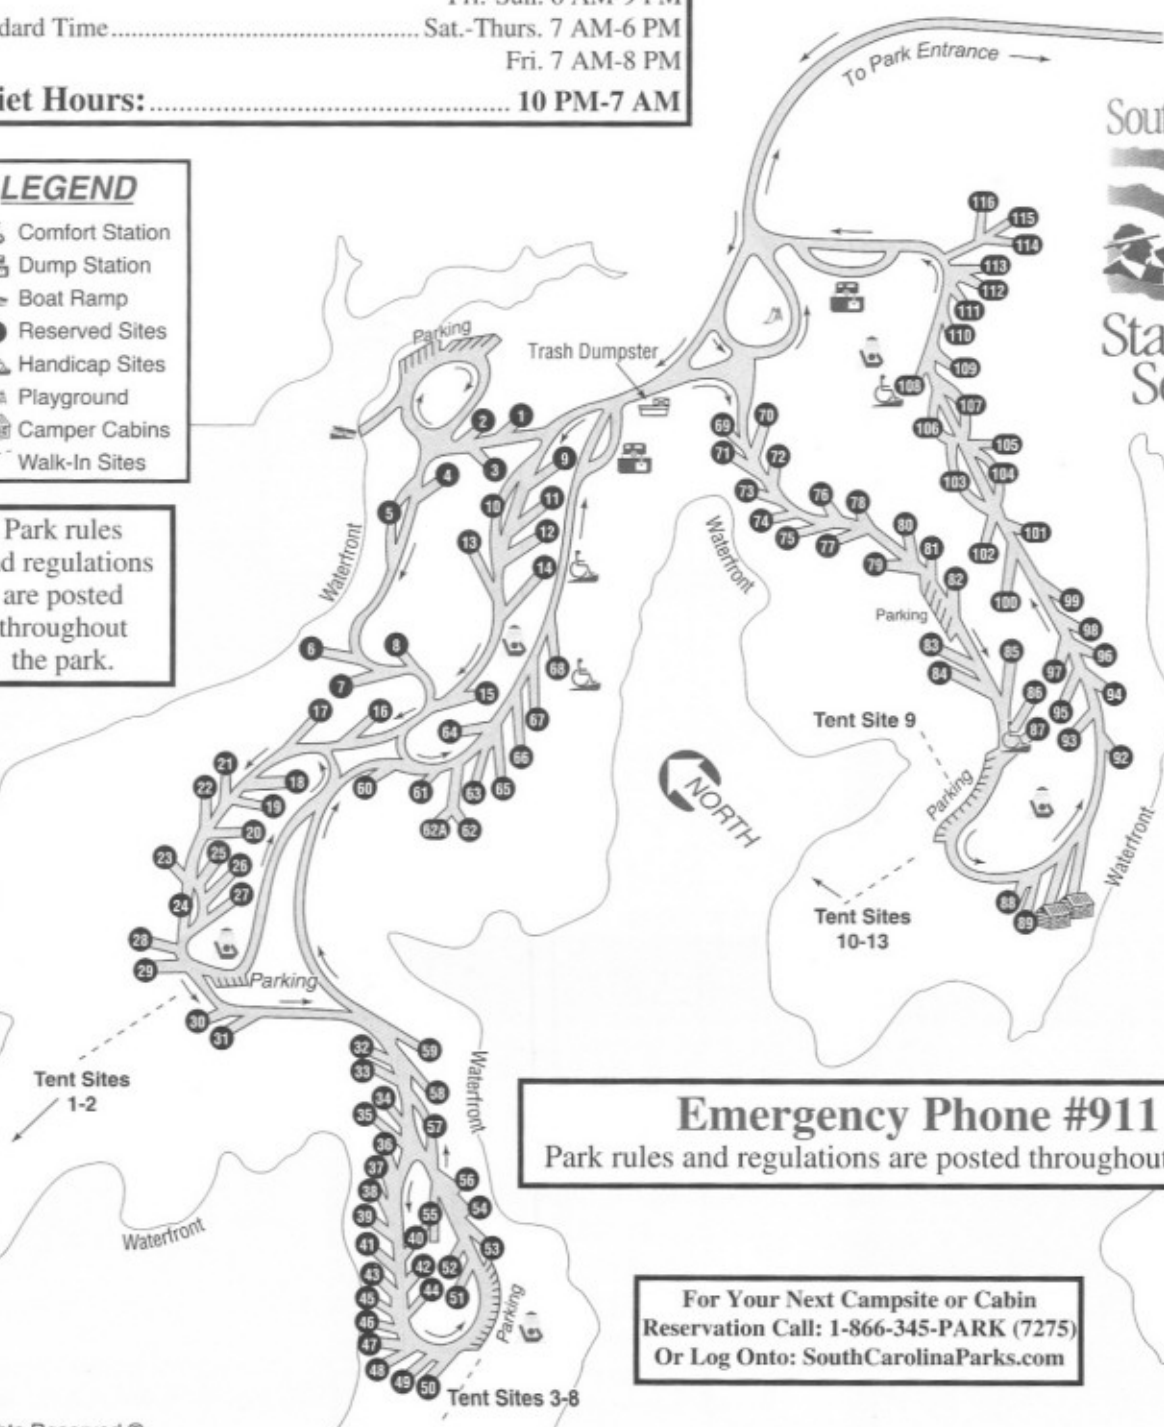 Fri.-Sun. 6 AM-9 PM
dard Time........ Sat.-Thurs. 7 AM-6 PM
Fri. 7 AM-8 PM
iet Hours:........ 10 PM-7 AM
To Park Entrance
LEGEND
Comfort Station
Dump Station
Boat Ramp
Reserved Sites
Handicap Sites
Playground
Camper Cabins
Walk-In Sites
Park rules
d regulations
are posted
throughout
the park.
Sou
Sta
S
Parking
Trash Dumpster
Waterfront
Waterfront
Parking
Tent Site 9
Parking
NORTH
Tent Sites
10-13
Waterfront
Parking
Tent Sites
1-2
Waterfront
Waterfront
Parking
Tent Sites 3-8
1
2
3
4
5
6
7
8
9
10
11
12
13
14
15
16
17
18
19
20
21
22
23
24
25
26
27
28
29
30
31
32
33
34
35
36
37
38
39
40
41
42
43
44
45
46
47
48
49
50
51
52
53
54
55
56
57
58
59
60
61
62A
62
63
64
65
66
67
68
69
70
71
72
73
74
75
76
77
78
79
80
81
82
83
84
85
86
87
88
89
92
93
94
95
96
97
98
99
100
101
102
103
104
105
106
107
108
109
110
111
112
113
114
115
116
Emergency Phone #911
Park rules and regulations are posted throughou
For Your Next Campsite or Cabin
Reservation Call: 1-866-345-PARK (7275)
Or Log Onto: SouthCarolinaParks.com